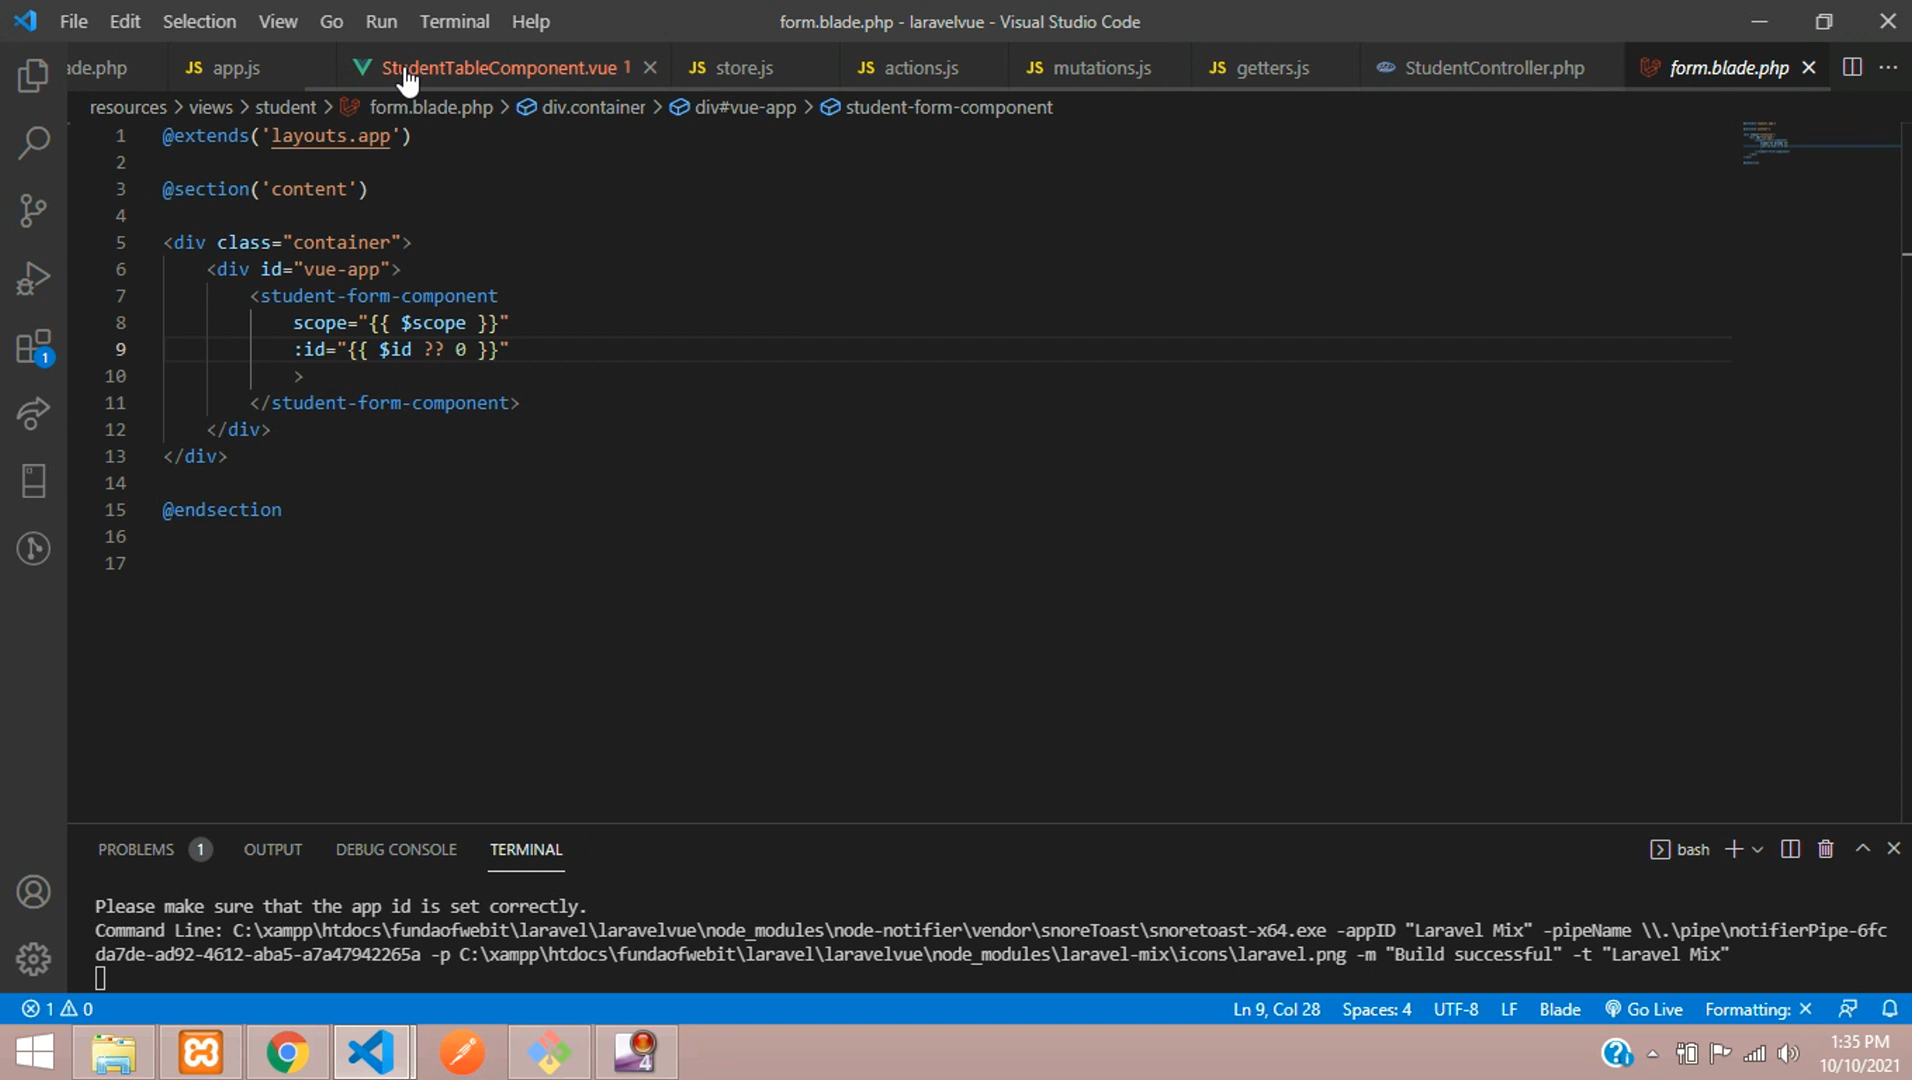 File Edit Selection View Go Run Terminal Help form.blade.php - laravelvue - Visual Studio Code
ade.php JS app.js StudentTableComponent.vue 1 JS store.js JS actions.js JS mutations.js JS getters.js StudentController.php form.blade.php
resources > views > student > form.blade.php > div.container > div#vue-app > student-form-component
1 @extends('layouts.app')
2
3 @section('content')
4
5 <div class="container">
6 <div id="vue-app">
7 <student-form-component
8 scope="{{ $scope }}"
9 :id="{{ $id ?? 0 }}"
10 >
11 </student-form-component>
12 </div>
13 </div>
14
15 @endsection
16
17
1
PROBLEMS 1 OUTPUT DEBUG CONSOLE TERMINAL bash
Please make sure that the app id is set correctly.
Command Line: C:\xampp\htdocs\fundaofwebit\laravel\laravelvue\node_modules\node-notifier\vendor\snoreToast\snoretoast-x64.exe -appID "Laravel Mix" -pipeName \\.\pipe\notifierPipe-6fc
da7de-ad92-4612-aba5-a7a47942265a -p C:\xampp\htdocs\fundaofwebit\laravel\laravelvue\node_modules\laravel-mix\icons\laravel.png -m "Build successful" -t "Laravel Mix"
1 0 Ln 9, Col 28 Spaces: 4 UTF-8 LF Blade Go Live Formatting: ×
4
1:35 PM
10/10/2021